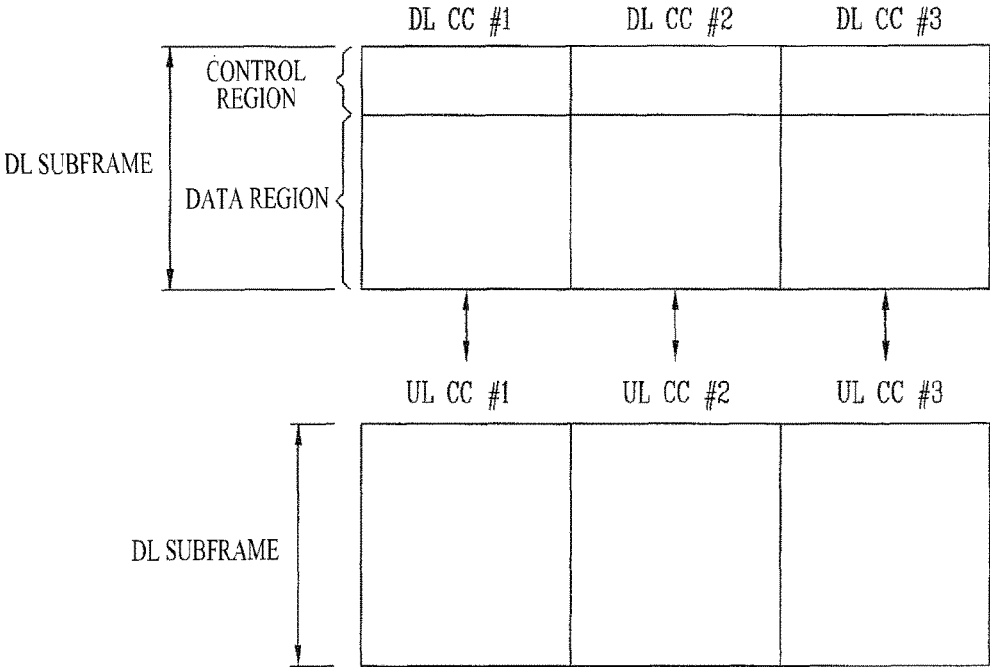 DL CC #1 DL CC #2 DL CC #3
CONTROL
REGION
DL SUBFRAME
DATA REGION
UL CC #1 UL CC #2 UL CC #3
DL SUBFRAME